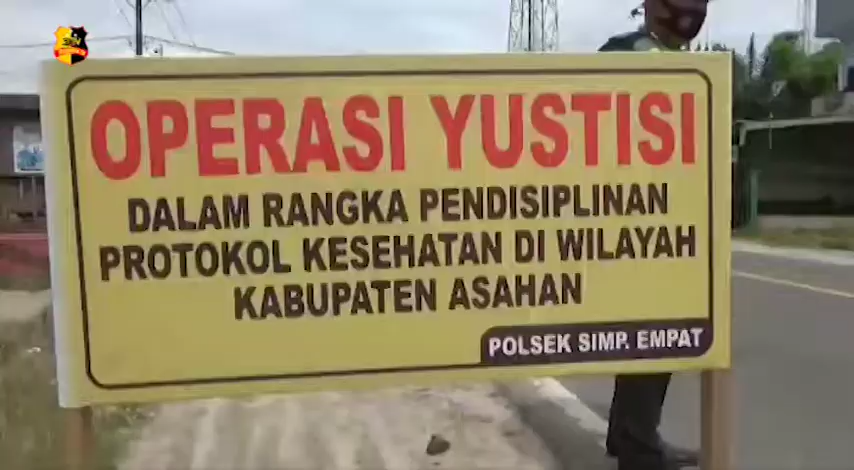 OPERASI YUSTISI
DALAM RANGKA PENDISIPLINAN
PROTOKOL KESEHATAN DI WILAYAH
KABUPATEN ASAHAN
POLSEK SIMP. EMPAT